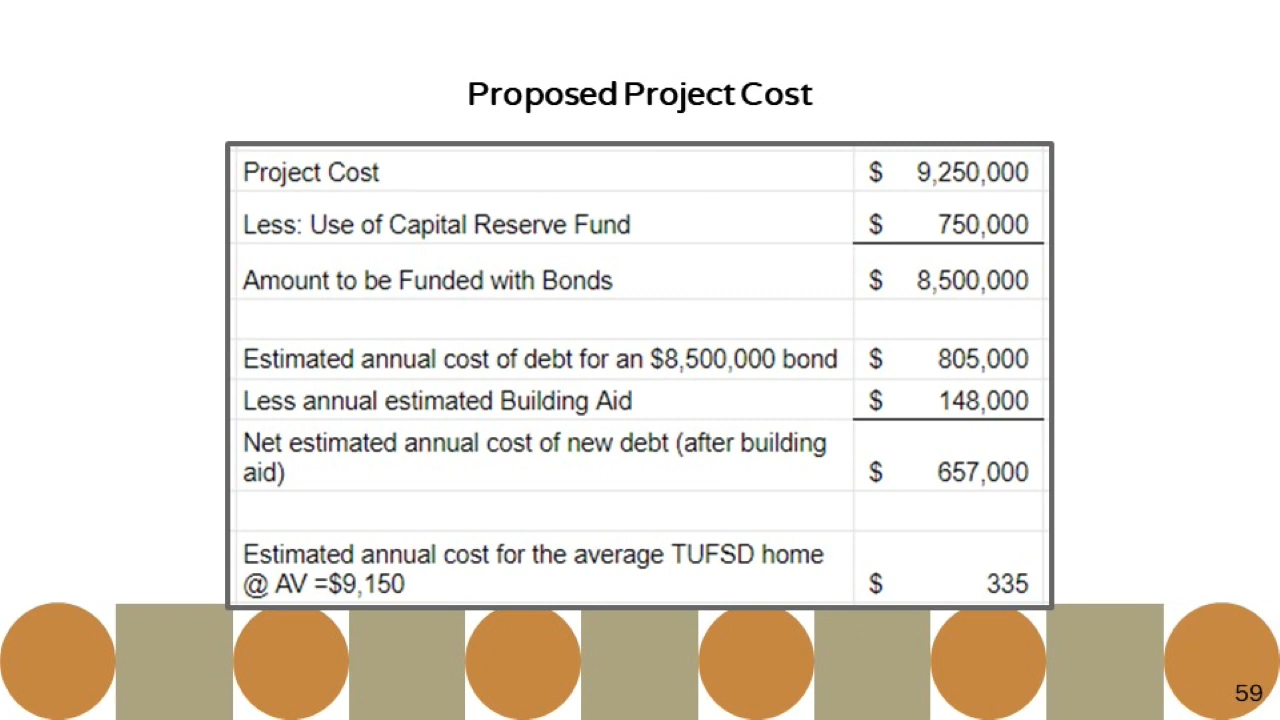 Proposed Project Cost
Project Cost $ 9,250,000
Less: Use of Capital Reserve Fund $ 750,000
Amount to be Funded with Bonds $ 8,500,000
Estimated annual cost of debt for an $8,500,000 bond $ 805,000
Less annual estimated Building Aid $ 148,000
Net estimated annual cost of new debt (after building
aid) $ 657,000
Estimated annual cost for the average TUFSD home
@ AV =$9,150 $ 335
59